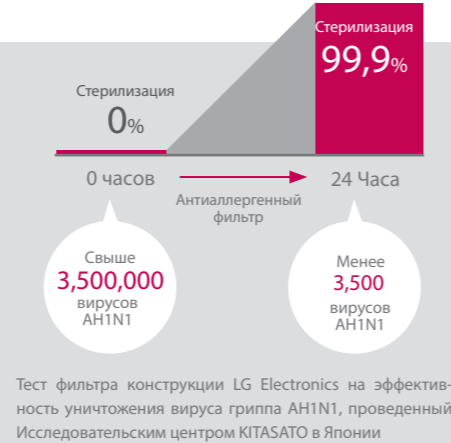 Стерилизация
99,9%
Стерилизация
0%
0 часов
24 Часа
Антиаллергенный
фильтр
Свыше
3,500,000
вирусов
AH1N1
Менее
3,500
вирусов
AH1N1
Тест фильтра конструкции LG Electronics на эффектив-
ность уничтожения вируса гриппа AH1N1, проведенный
Исследовательским центром KITASATO в Японии